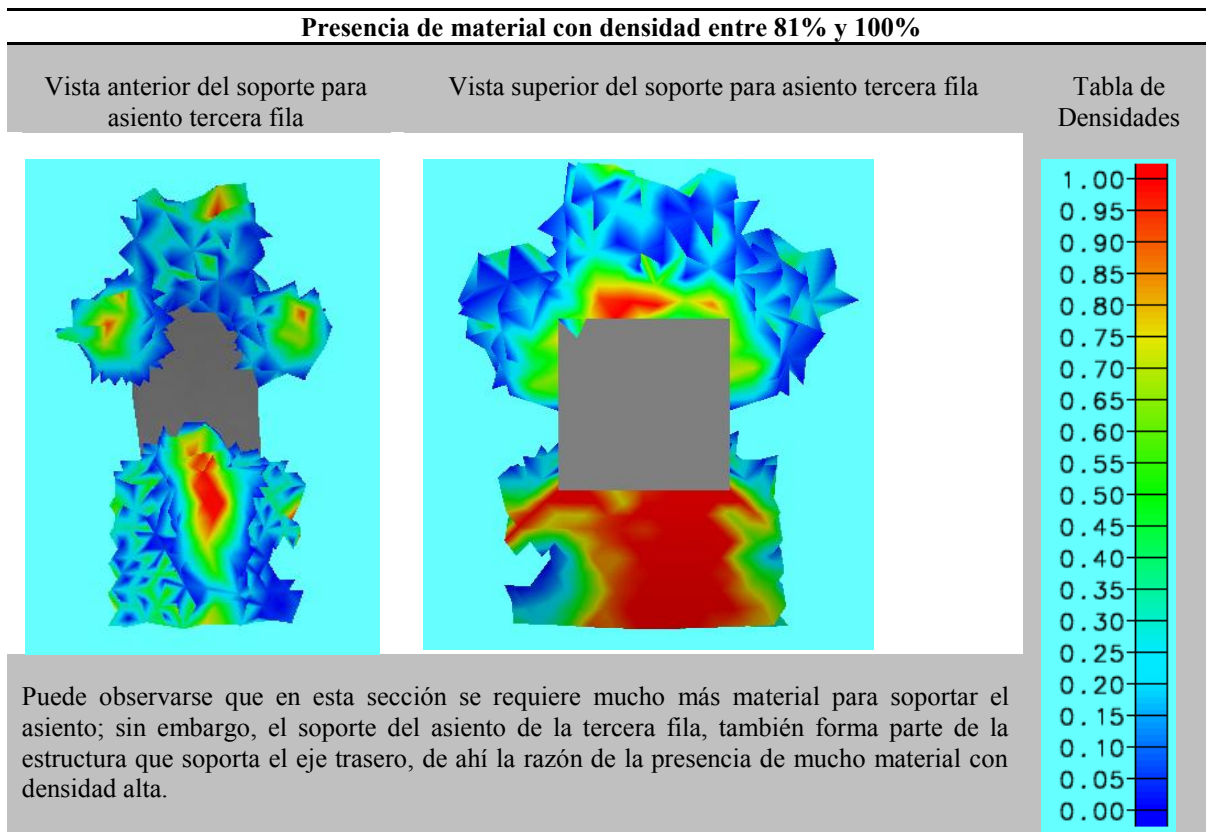 Presencia de material con densidad entre 81% y 100%
Vista anterior del soporte para
asiento tercera fila
Vista superior del soporte para asiento tercera fila
Tabla de
Densidades
1.00
0.95
0.90
0.85
0.80
0.75
0.70
0.65
0.60
0.55
0.50
0.45
0.40
0.35
0.30
0.25
0.20
0.15
0.10
0.05
0.00
Puede observarse que en esta sección se requiere mucho más material para soportar el
asiento; sin embargo, el soporte del asiento de la tercera fila, también forma parte de la
estructura que soporta el eje trasero, de ahí la razón de la presencia de mucho material con
densidad alta.